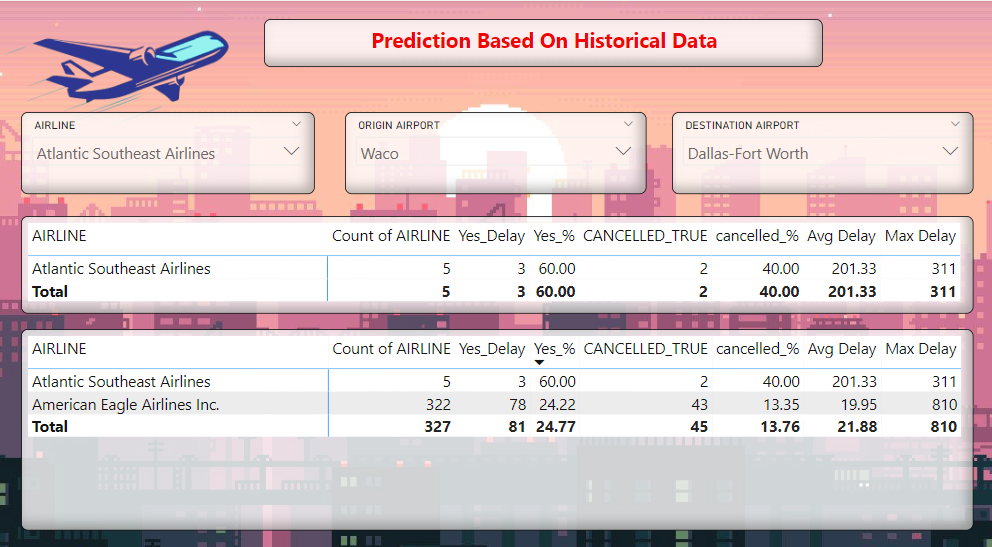 Prediction Based On Historical Data
AIRLINE ORIGIN AIRPORT DESTINATION AIRPORT
Atlantic Southeast Airlines Waco Dallas-Fort Worth
AIRLINE Count of AIRLINE Yes_Delay Yes_% CANCELLED_TRUE cancelled_% Avg Delay Max Delay
Atlantic Southeast Airlines 5 3 60.00 2 40.00 201.33 311
Total 5 3 60.00 2 40.00 201.33 311
AIRLINE Count of AIRLINE Yes_Delay Yes_% CANCELLED_TRUE cancelled_% Avg Delay Max Delay
Atlantic Southeast Airlines 5 3 60.00 2 40.00 201.33 311
American Eagle Airlines Inc. 322 78 24.22 43 13.35 19.95 810
Total 327 81 24.77 45 13.76 21.88 810